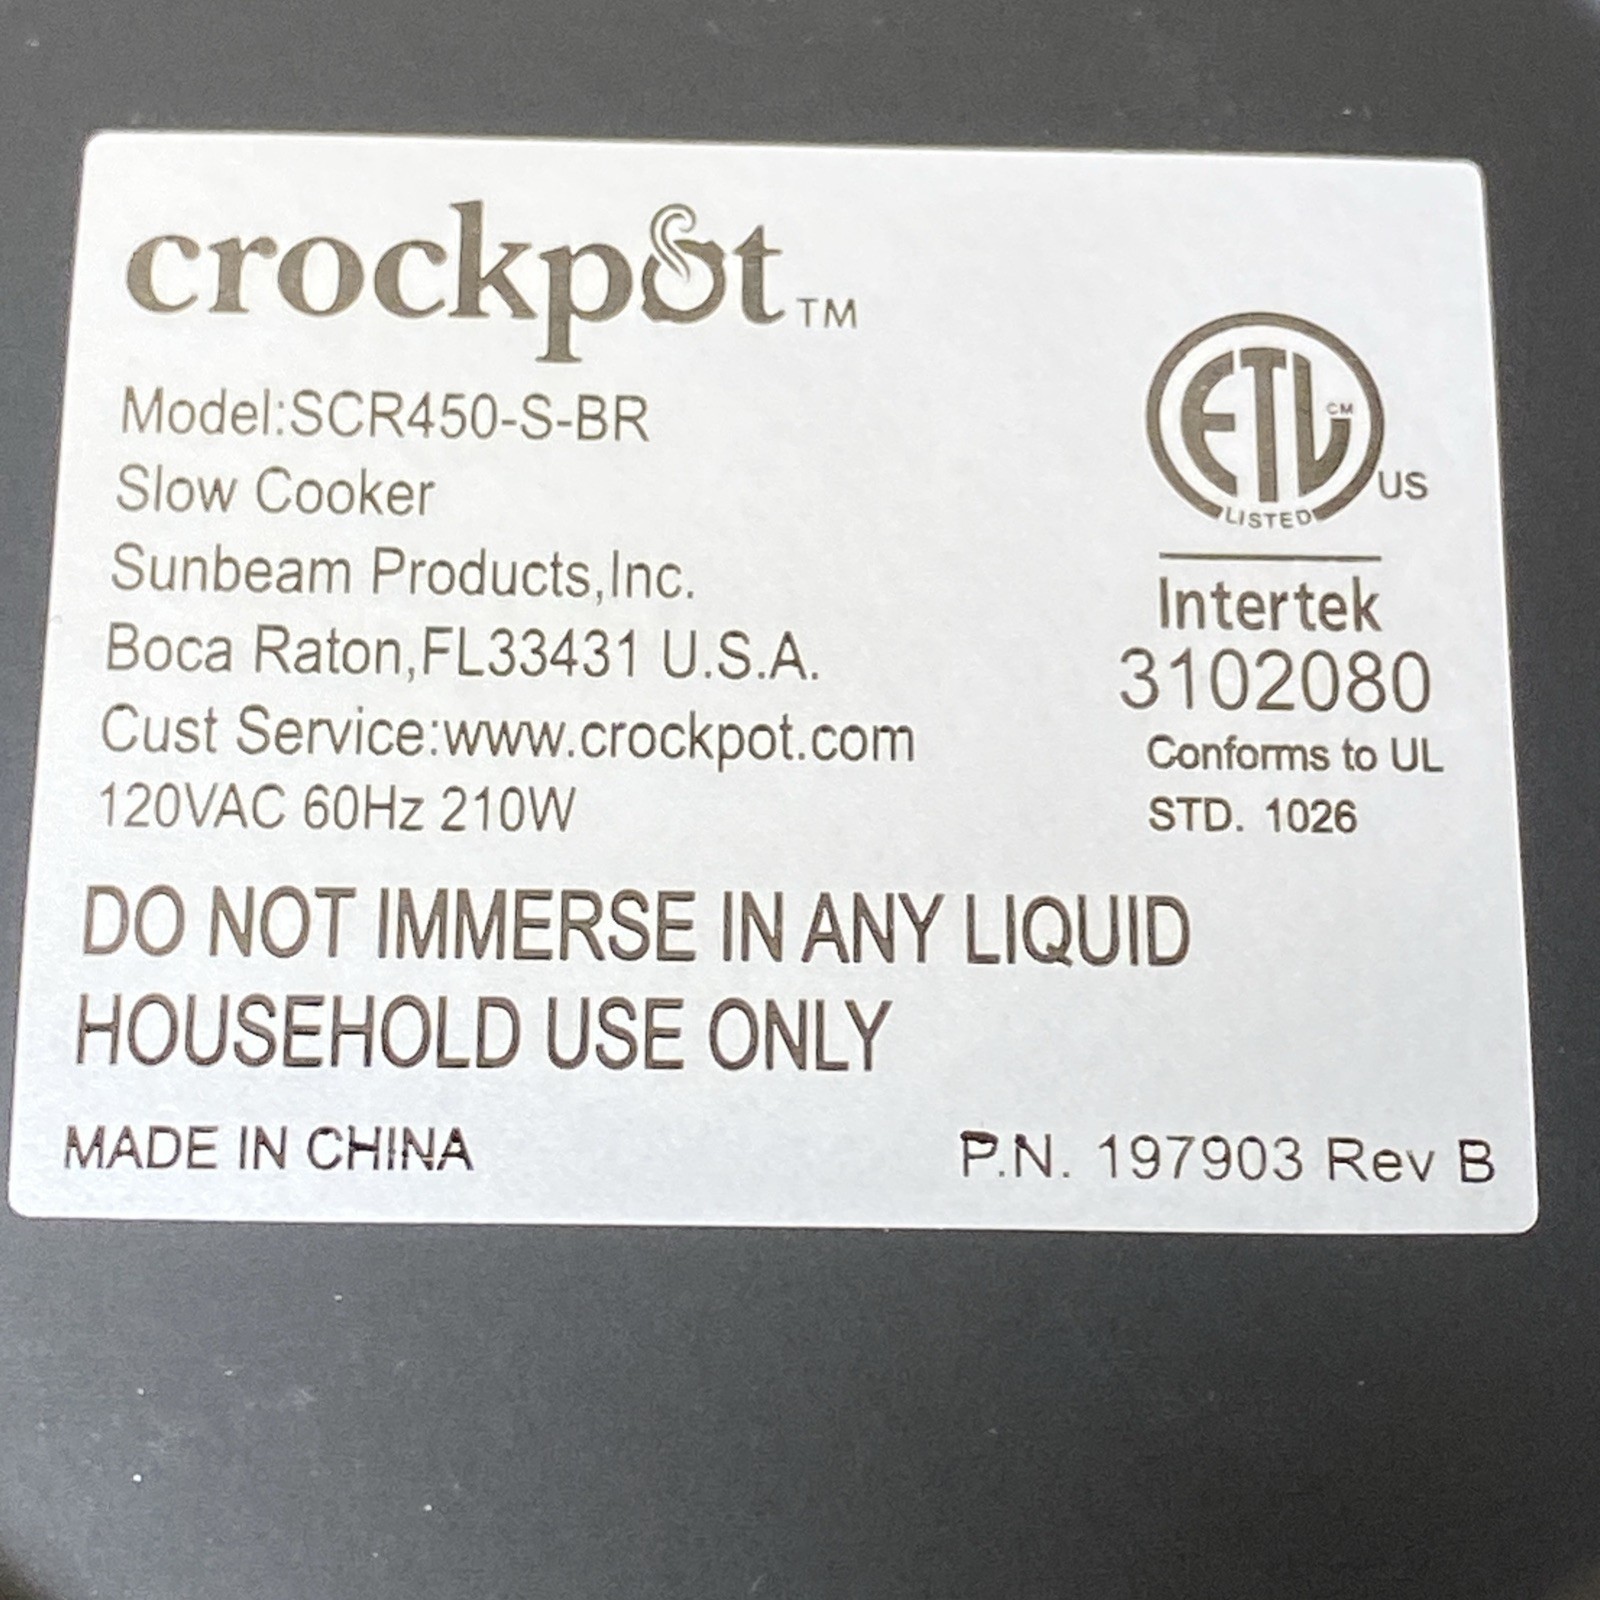 crockpot™
Model:SCR450-S-BR
Slow Cooker
Sunbeam Products,Inc.
Boca Raton,FL33431 U.S.A.
Cust Service:www.crockpot.com
120VAC 60Hz 210W
ETL CM
US
LISTED
Intertek
3102080
Conforms to UL
STD. 1026
DO NOT IMMERSE IN ANY LIQUID
HOUSEHOLD USE ONLY
MADE IN CHINA
P.N. 197903 Rev B